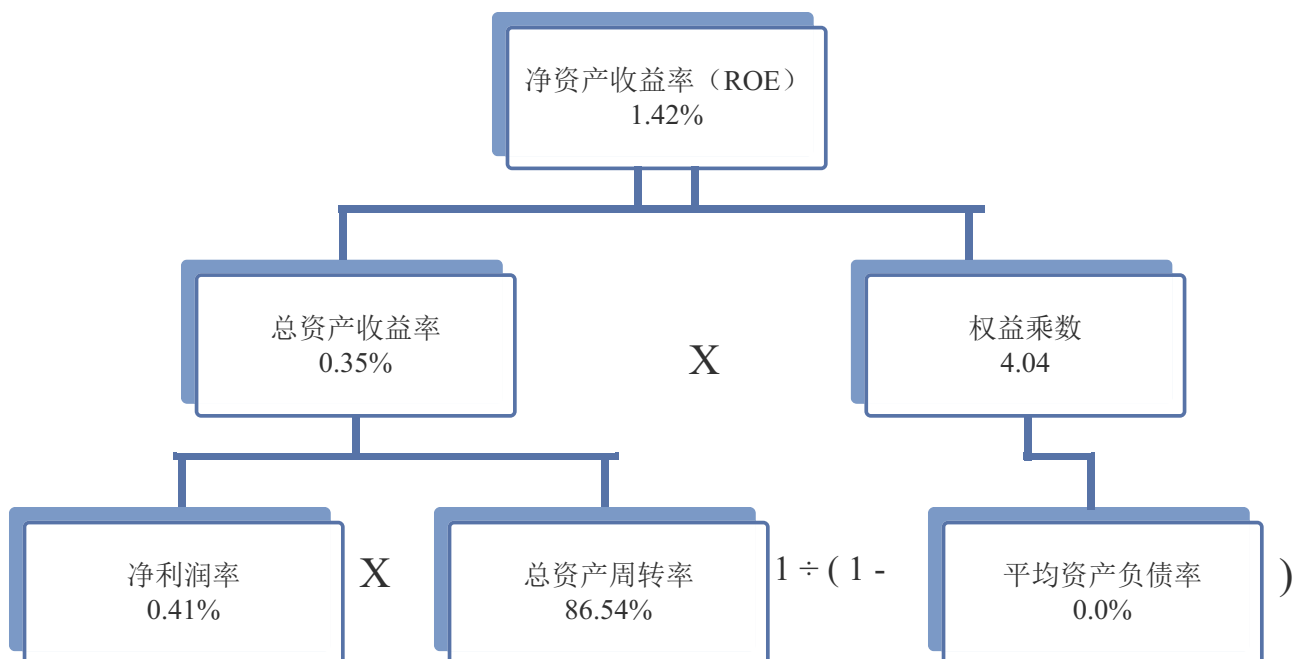 净资产收益率（ROE）
1.42%
总资产收益率
0.35%
X
权益乘数
4.04
净利润率
0.41%
X
总资产周转率
86.54%
1 ÷ ( 1 -
平均资产负债率
0.0%
)